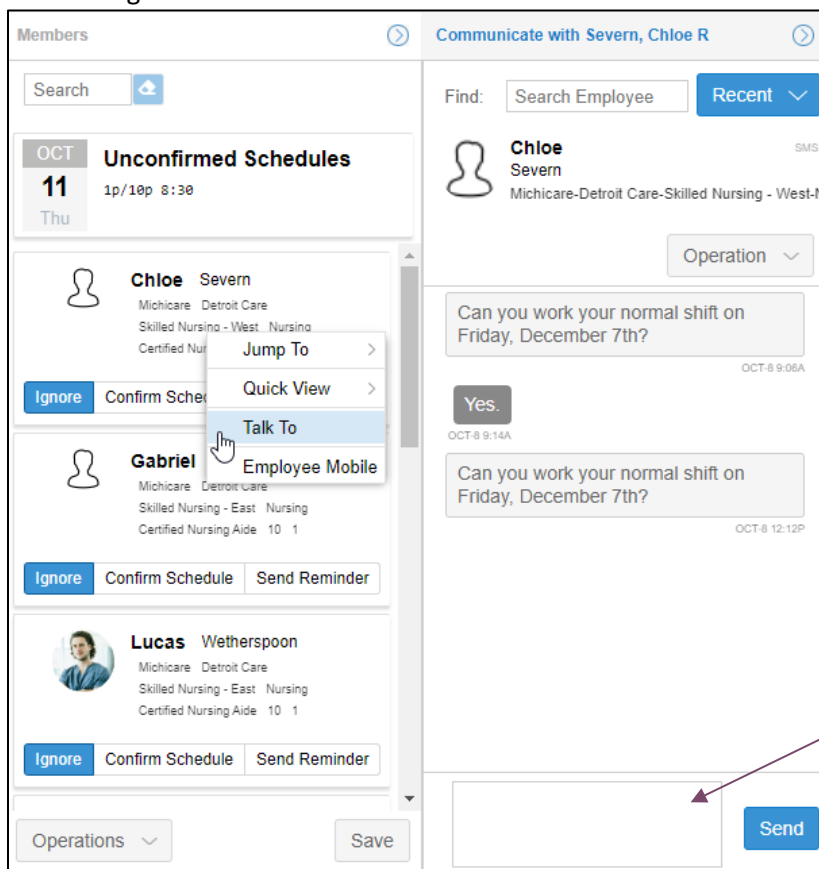 Members
Search
OCT
11
Thu
Unconfirmed Schedules
1p/10p 8:30
Chloe Severn
Michicare Detroit Care
Skilled Nursing - West Nursing
Certified Nur
Ignore Confirm Sched
Jump To
Quick View
Talk To
Employee Mobile
Gabriel
Michicare Detroit Care
Skilled Nursing - East Nursing
Certified Nursing Aide 10 1
Ignore Confirm Schedule Send Reminder
Lucas Wetherspoon
Michicare Detroit Care
Skilled Nursing - East Nursing
Certified Nursing Aide 10 1
Ignore Confirm Schedule Send Reminder
Operations Save
Communicate with Severn, Chloe R
Find: Search Employee Recent
Chloe SMS
Severn
Michicare-Detroit Care-Skilled Nursing - West-N
Operation
Can you work your normal shift on
Friday, December 7th?
OCT-8 9:06A
Yes.
OCT-8 9:14A
Can you work your normal shift on
Friday, December 7th?
OCT-8 12:12P
Send